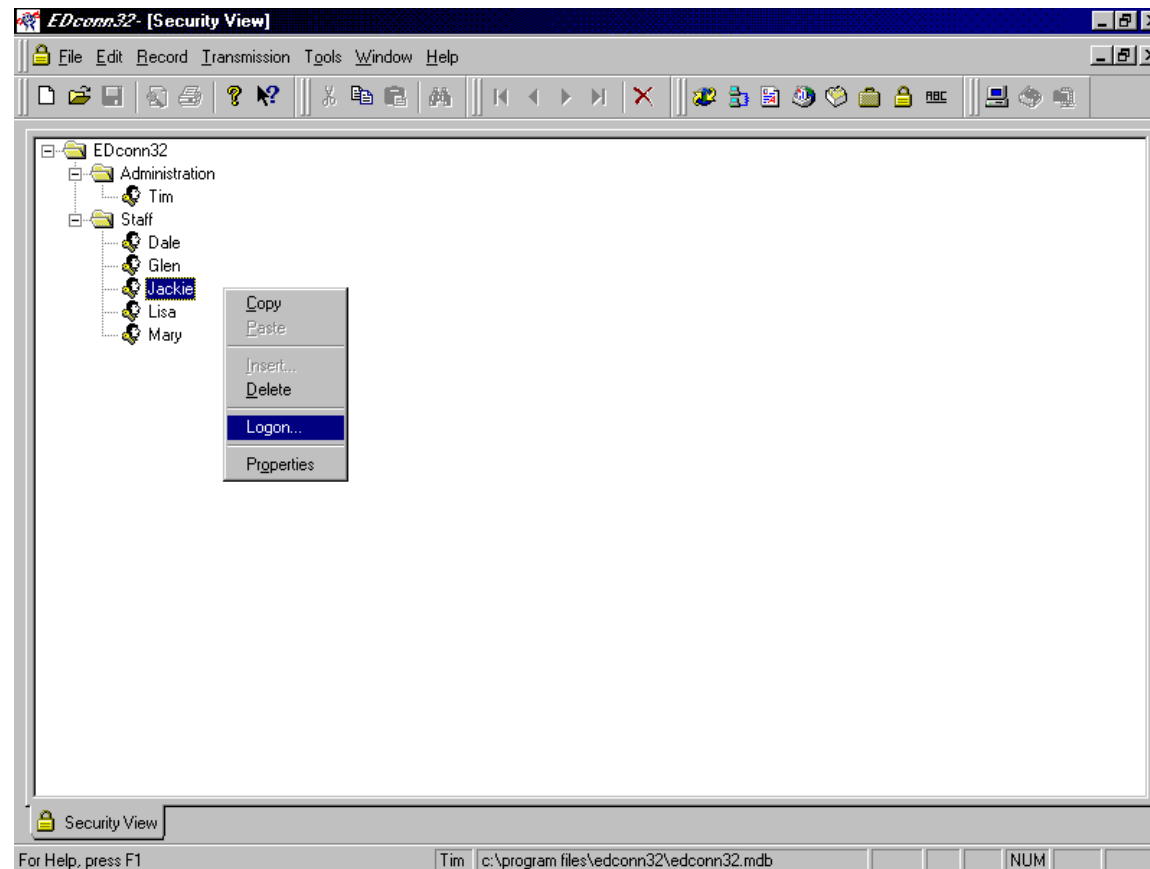 EDconn32- [Security View]
File Edit Record Transmission Tools Window Help
ABC
EDconn32
Administration
Tim
Staff
Dale
Glen
Jackie
Lisa
Mary
Copy
Paste
Insert...
Delete
Logon...
Properties
Security View
For Help, press F1 Tim c:\program files\edconn32\edconn32.mdb NUM